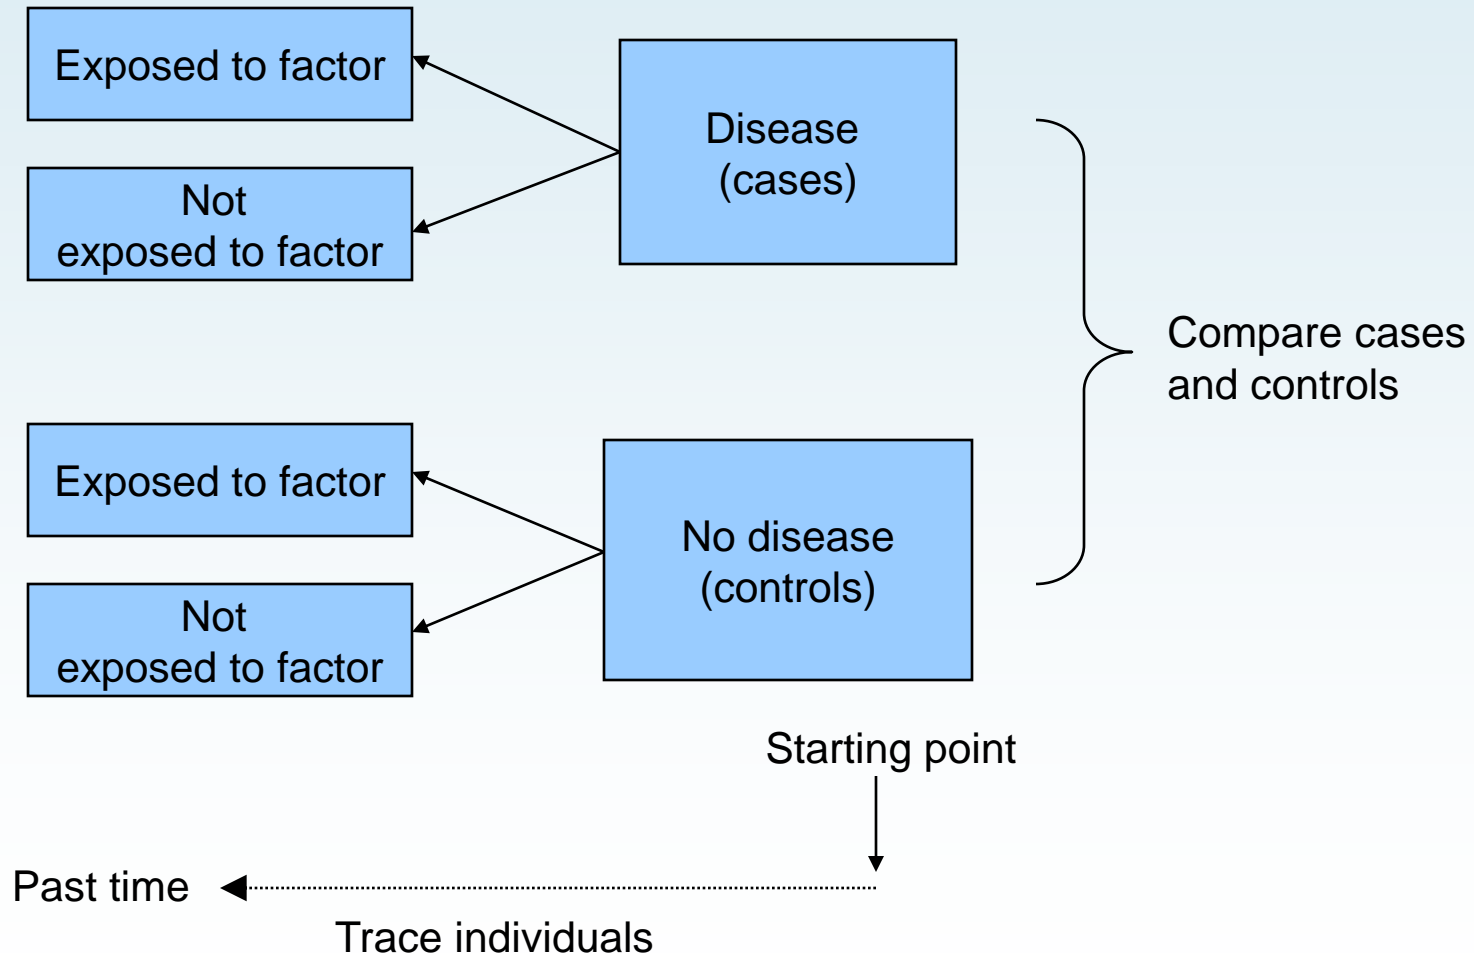 Exposed to factor
Not
exposed to factor
Disease
(cases)
Compare cases
and controls
Exposed to factor
Not
exposed to factor
No disease
(controls)
Starting point
Past time
Trace individuals